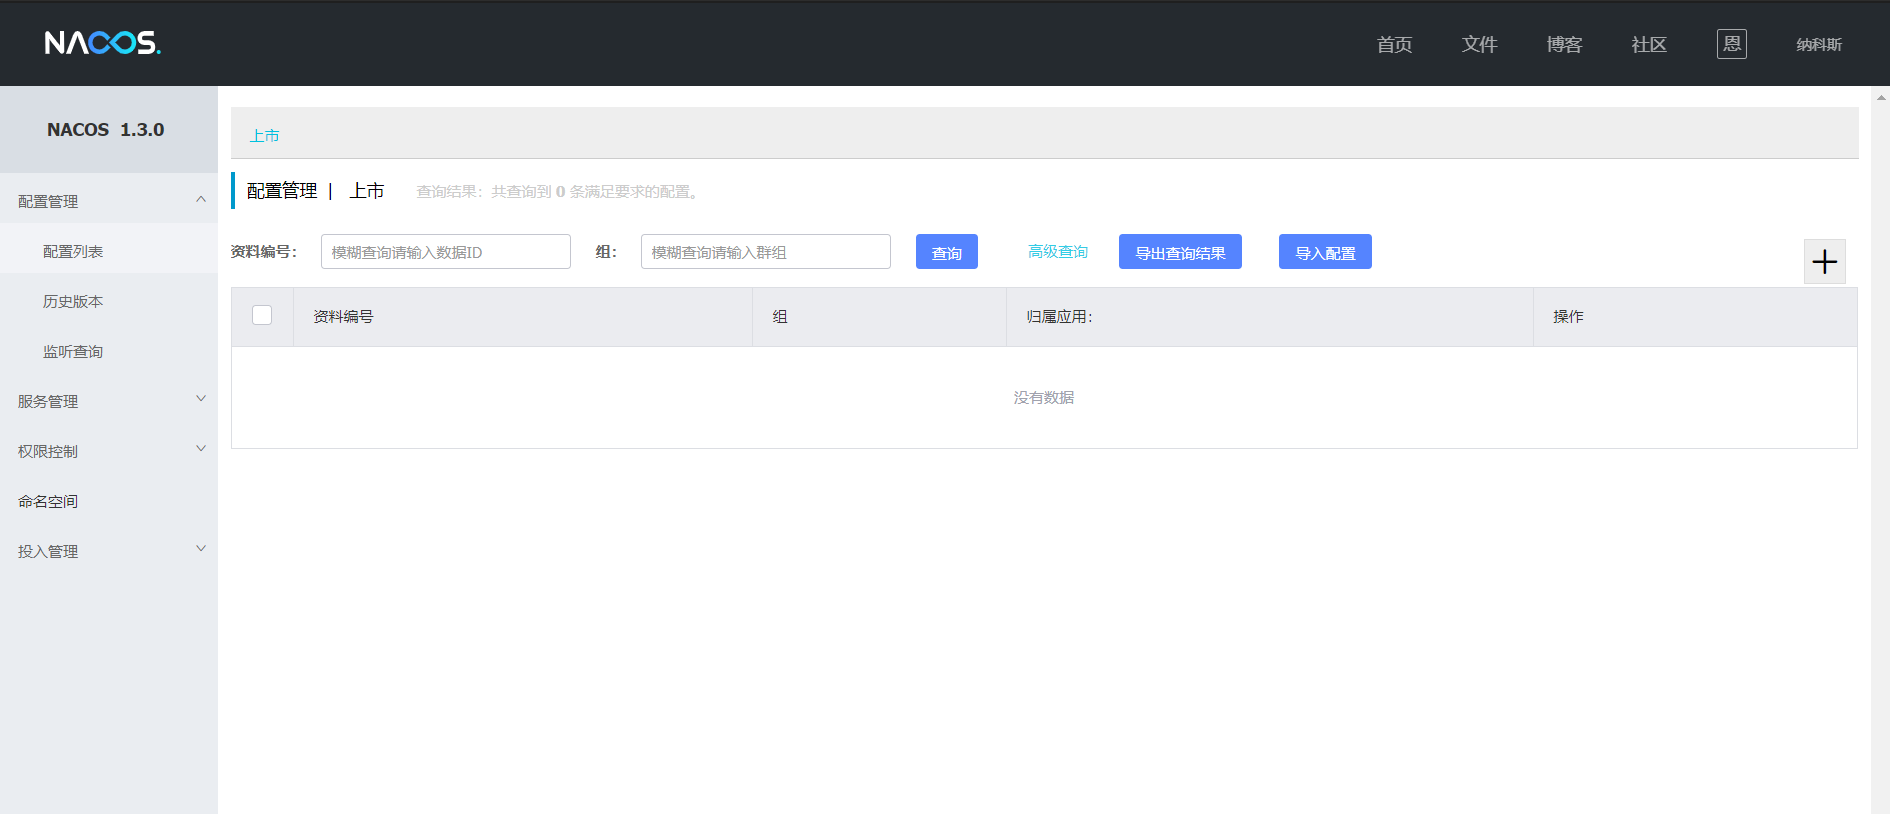 NACOS.
首页 文件 博客 社区 恩 纳科斯
NACOS 1.3.0
配置管理
配置列表
历史版本
监听查询
服务管理
权限控制
命名空间
投入管理
上市
配置管理 | 上市 查询结果：共查询到 0 条满足要求的配置。
资料编号： 模糊查询请输入数据ID 组： 模糊查询请输入群组 查询 高级查询 导出查询结果 导入配置
资料编号 组 归属应用： 操作
没有数据